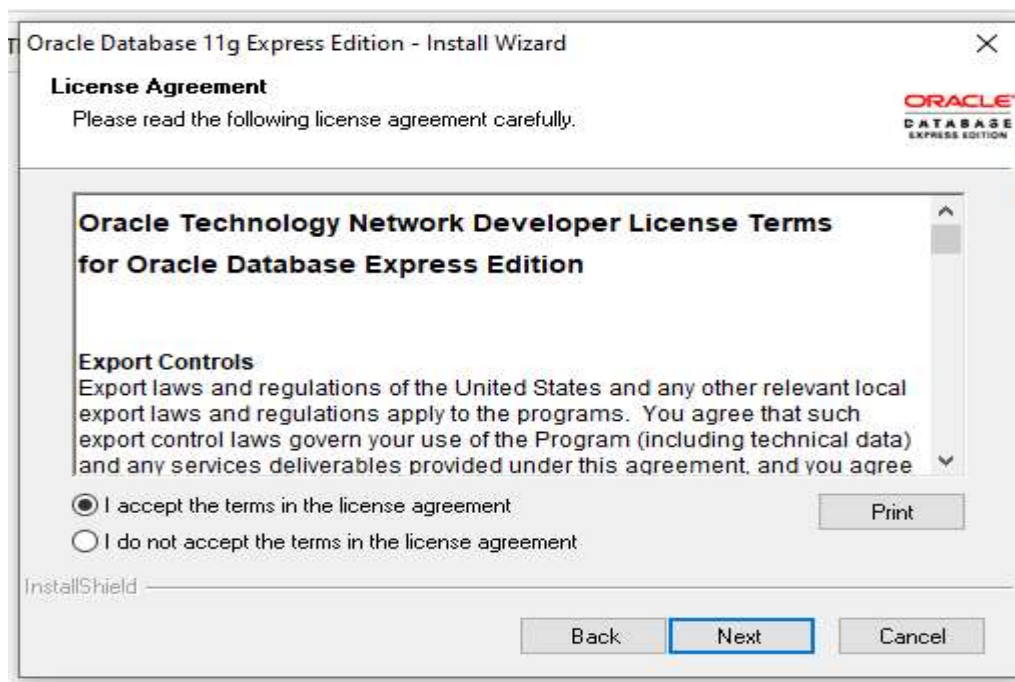 Oracle Database 11g Express Edition - Install Wizard
License Agreement
Please read the following license agreement carefully.
ORACLE
DATABASE
EXPRESS EDITION
Oracle Technology Network Developer License Terms
for Oracle Database Express Edition
Export Controls
Export laws and regulations of the United States and any other relevant local
export laws and regulations apply to the programs. You agree that such
export control laws govern your use of the Program (including technical data)
and any services deliverables provided under this agreement, and you agree
I accept the terms in the license agreement
Print
I do not accept the terms in the license agreement
InstallShield
Back Next Cancel